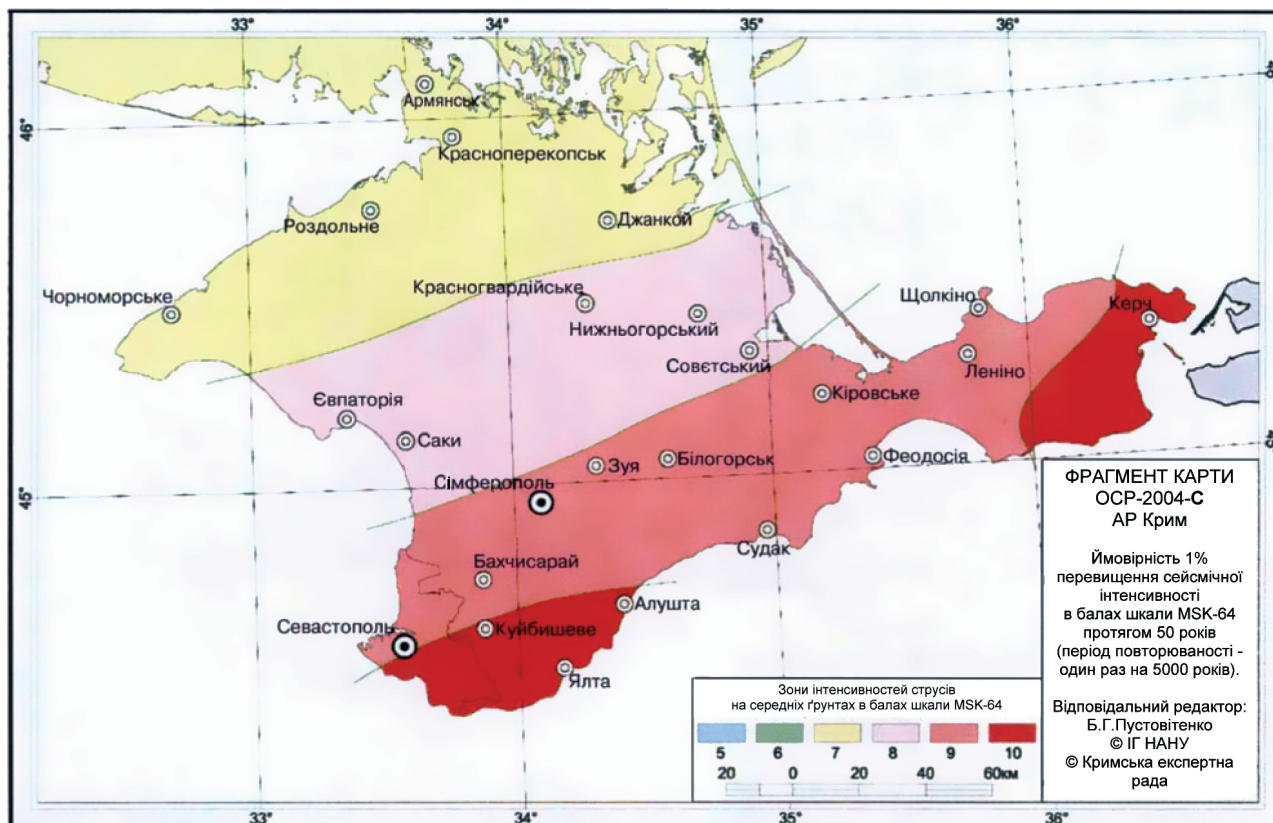 33°
34°
35°
36°
Армянськ
46°
Красноперекопськ
Роздольне
Джанкой
Красногвардійське
Чорноморське
Нижньогорський
Щолкіно
Керч
Совєтський
Леніно
Кіровське
Євпаторія
Саки
Зуя
Білогорськ
Феодосія
Сімферополь
45°
Судак
Бахчисарай
Алушта
Севастополь
Куйбишеве
Ялта
ФРАГМЕНТ КАРТИ
ОСР-2004-С
АР Крим
Ймовірність 1%
перевищення сейсмічної
інтенсивності
в балах шкали MSK-64
протягом 50 років
(період повторюваності -
один раз на 5000 років).
Відповідальний редактор:
Б.Г.Пустовітенко
© ІГ НАНУ
© Кримська експертна
рада
Зони інтенсивностей струсів
на середніх ґрунтах в балах шкали MSK-64
5 6 7 8 9 10
20 0 20 40 60км
33°
34°
35°
36°